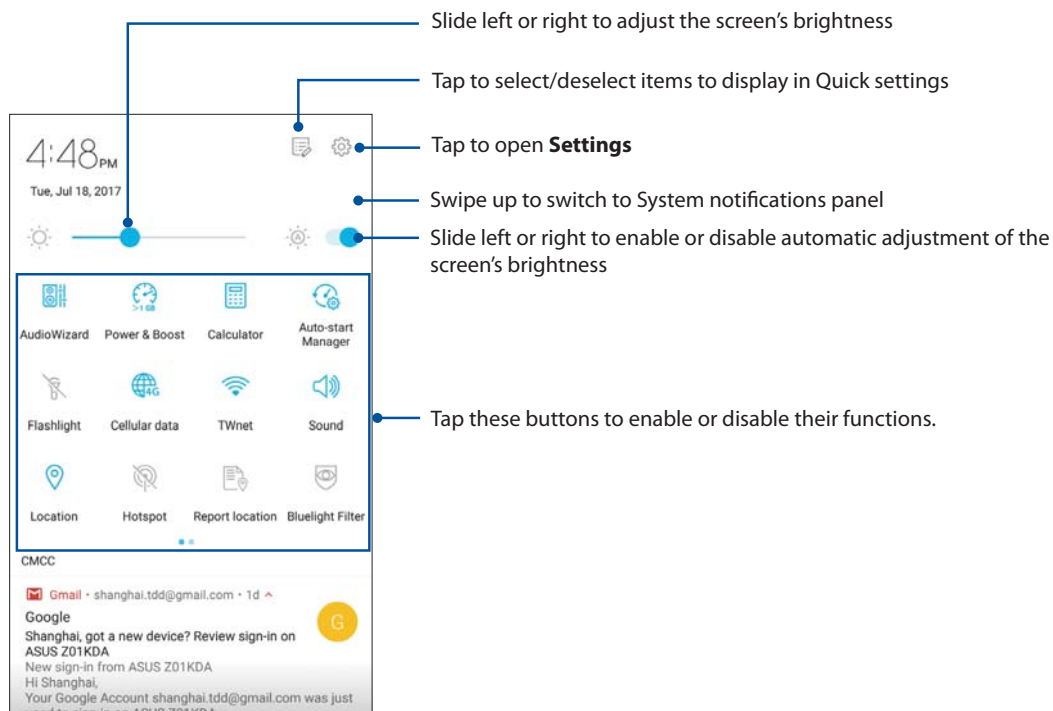 Slide left or right to adjust the screen's brightness
Tap to select/deselect items to display in Quick settings
Tap to open Settings
Swipe up to switch to System notifications panel
Slide left or right to enable or disable automatic adjustment of the
screen's brightness
Tap these buttons to enable or disable their functions.
4:48PM
Tue, Jul 18, 2017
A
>1 GB
AudioWizard Power & Boost Calculator Auto-start
Manager
4G
Flashlight Cellular data TWnet Sound
Location Hotspot Report location Bluelight Filter
CMCC
Gmail · shanghai.tdd@gmail.com · 1d
Google
G
Shanghai, got a new device? Review sign-in on
ASUS Z01KDA
New sign-in from ASUS Z01KDA
Hi Shanghai,
Your Google Account shanghai.tdd@gmail.com was just